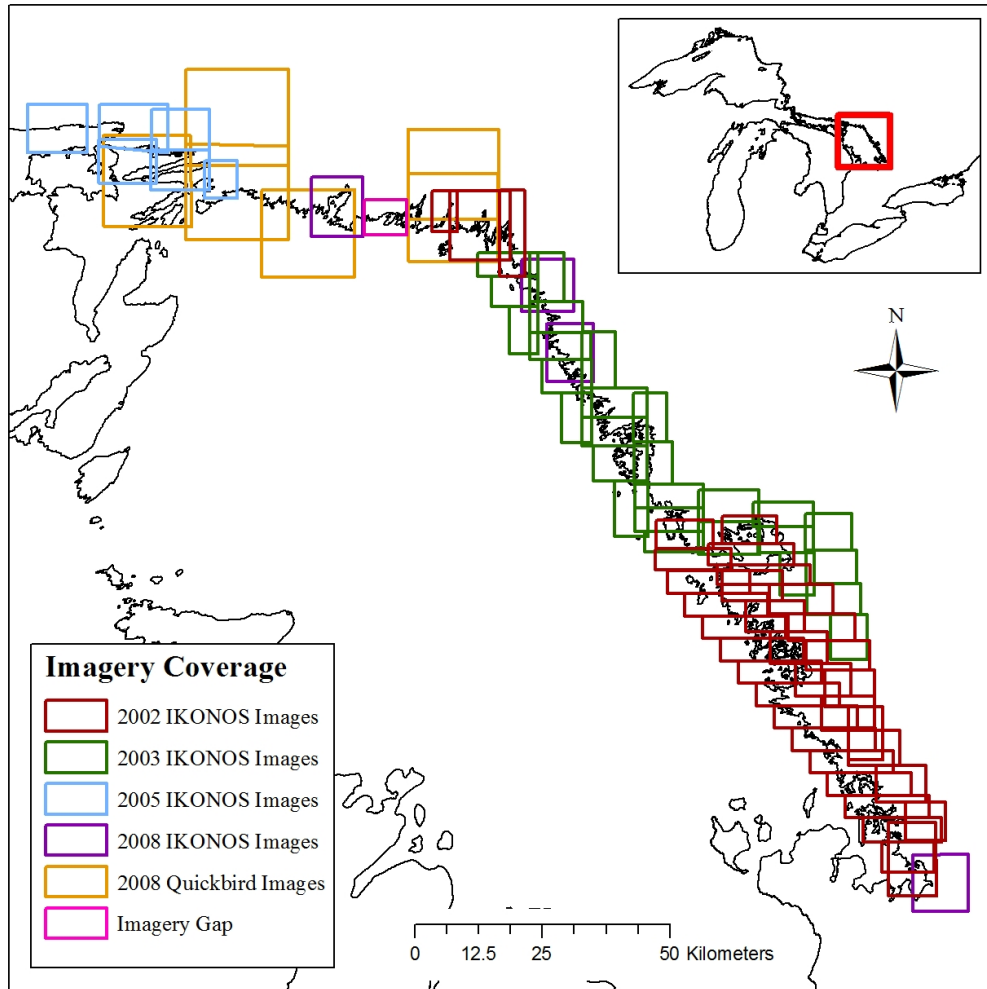 N
Imagery Coverage
2002 IKONOS Images
2003 IKONOS Images
2005 IKONOS Images
2008 IKONOS Images
2008 Quickbird Images
Imagery Gap
0 12.5 25 50 Kilometers